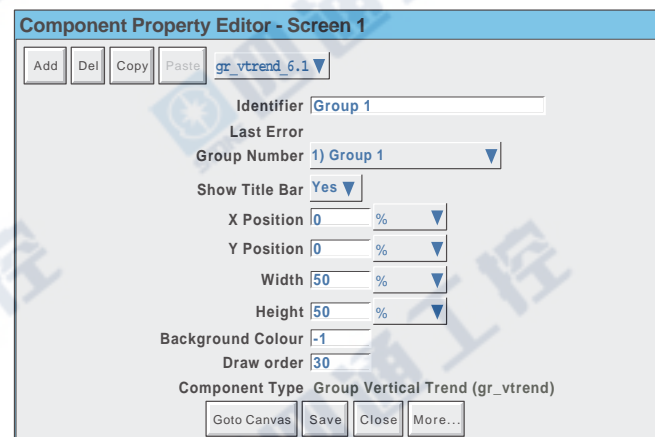 Component Property Editor - Screen 1
Add Del Copy Paste gr_vtrend_6.1
Identifier Group 1
Last Error
Group Number 1) Group 1
Show Title Bar Yes
X Position 0 %
Y Position 0 %
Width 50 %
Height 50 %
Background Colour -1
Draw order 30
Component Type Group Vertical Trend (gr_vtrend)
Goto Canvas Save Close More...